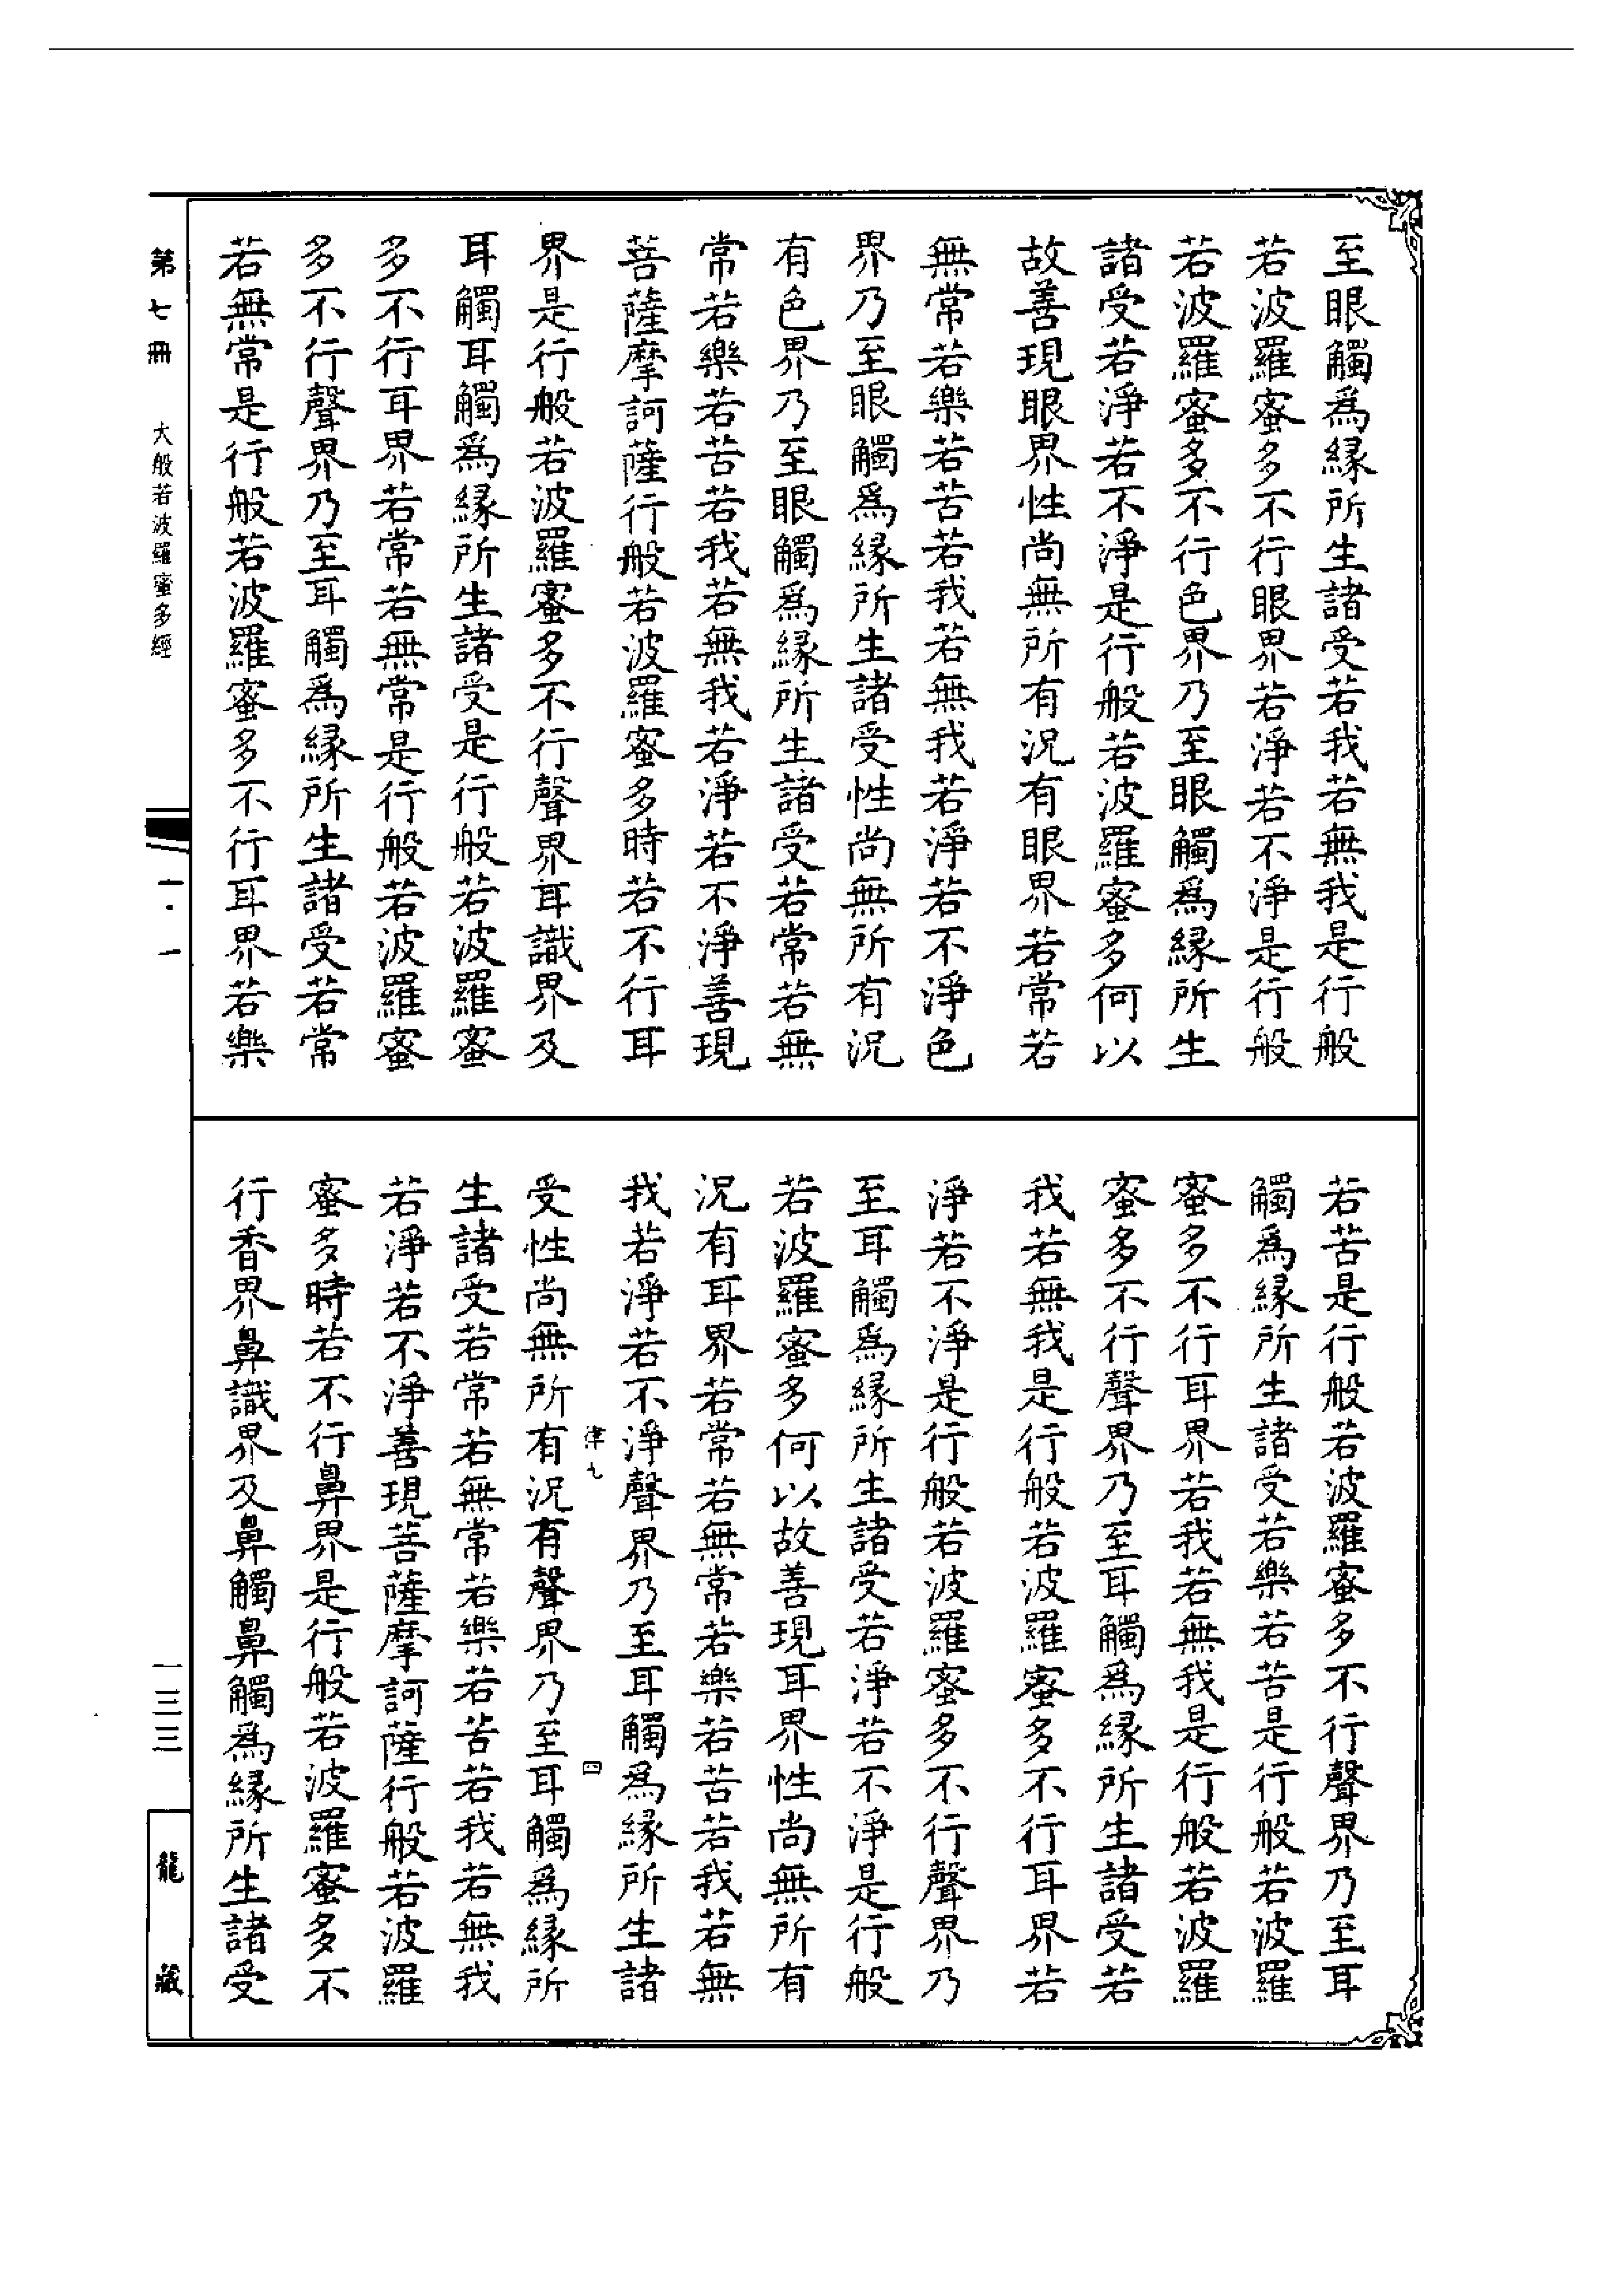 至眼觸爲緣所生諸受若我若無我是行般
若波羅蜜多不行眼界若淨若不淨是行般
若波羅蜜多不行色界乃至眼觸爲緣所生
諸受若淨若不淨是行般若波羅蜜多何以
故善現眼界性尚無所有況有眼界若常若
無常若樂若苦若我若無我若淨若不淨色
界乃至眼觸爲緣所生諸受性尚無所有況
有色界乃至眼觸爲緣所生諸受若常若無
常若樂若苦若我若無我若淨若不淨善現
菩薩摩訶薩行般若波羅蜜多時若不行耳
界是行般若波羅蜜多不行聲界耳識界及
耳觸耳觸爲緣所生諸受是行般若波羅蜜
多不行耳界若常若無常是行般若波羅蜜
多不行聲界乃至耳觸爲緣所生諸受若常
若無常是行般若波羅蜜多不行耳界若樂
若苦是行般若波羅蜜多不行聲界乃至耳
觸爲緣所生諸受若樂若苦是行般若波羅
蜜多不行耳界若我若無我是行般若波羅
蜜多不行聲界乃至耳觸爲緣所生諸受若
我若無我是行般若波羅蜜多不行耳界若
淨若不淨是行般若波羅蜜多不行聲界乃
至耳觸爲緣所生諸受若淨若不淨是行般
若波羅蜜多何以故善現耳界性尚無所有
況有耳界若常若無常若樂若苦若我若無
我若淨若不淨聲界乃至耳觸爲緣所生諸
律九 四
受性尚無所有況有聲界乃至耳觸爲緣所
生諸受若常若無常若樂若苦若我若無我
若淨若不淨善現菩薩摩訶薩行般若波羅
蜜多時若不行鼻界是行般若波羅蜜多不
行香界鼻識界及鼻觸鼻觸爲緣所生諸受
第七冊 大般若波羅蜜多經
一三三 龍藏